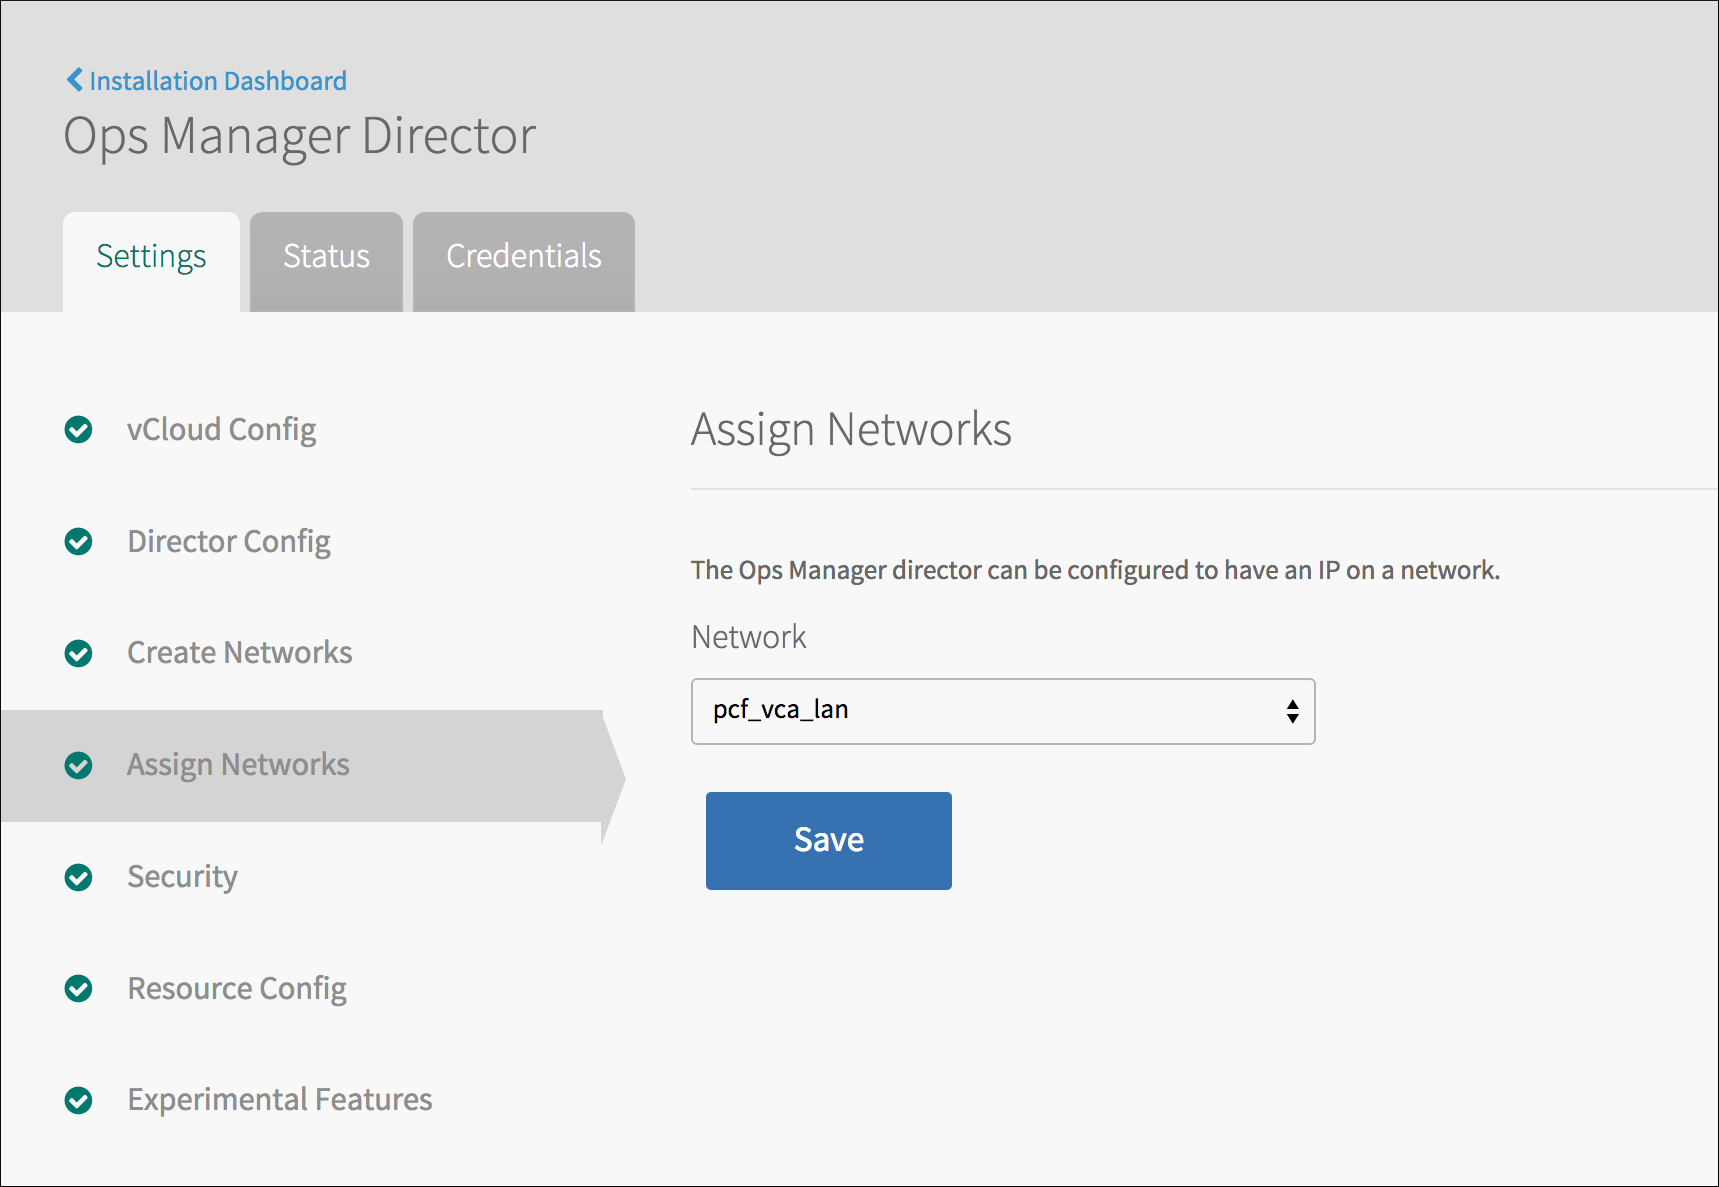 Installation Dashboard
Ops Manager Director
Settings
Status
Credentials
vCloud Config
Director Config
Create Networks
Assign Networks
Security
Resource Config
Experimental Features
Assign Networks
The Ops Manager director can be configured to have an IP on a network.
Network
pcf_vca_lan
Save